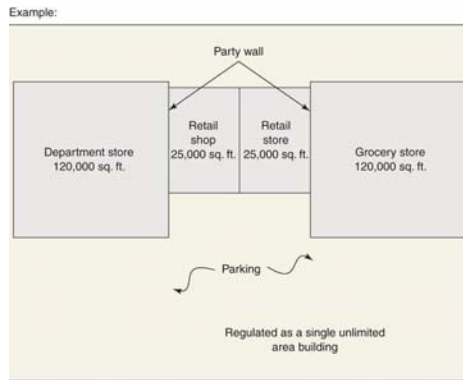 Example:
Party wall
Retail
shop
25,000 sq. ft.
Retail
store
25,000 sq. ft.
Department store
120,000 sq. ft.
Grocery store
120,000 sq. ft.
Parking
Regulated as a single unlimited
area building